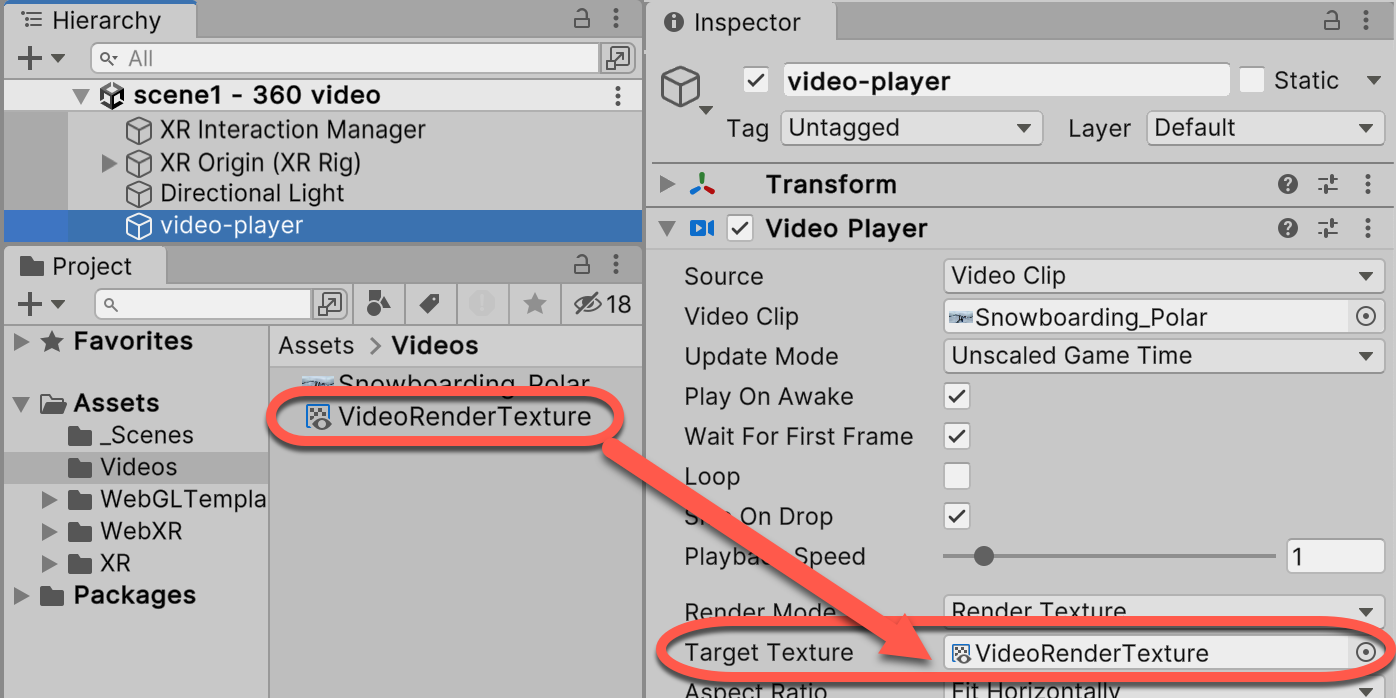 Hierarchy
All
scene1 - 360 video
XR Interaction Manager
XR Origin (XR Rig)
Directional Light
video-player
Project
18
Favorites
Assets
_Scenes
Videos
WebGLTempla
WebXR
XR
Packages
Assets > Videos
Snowboarding_Polar
VideoRenderTexture
Inspector
video-player
Static
Tag Untagged Layer Default
Transform
Video Player
Source Video Clip
Video Clip Snowboarding_Polar
Update Mode Unscaled Game Time
Play On Awake
Wait For First Frame
Loop
Skip On Drop
Playback Speed 1
Render Mode Render Texture
Target Texture VideoRenderTexture
Aspect Ratio Fit Horizontally